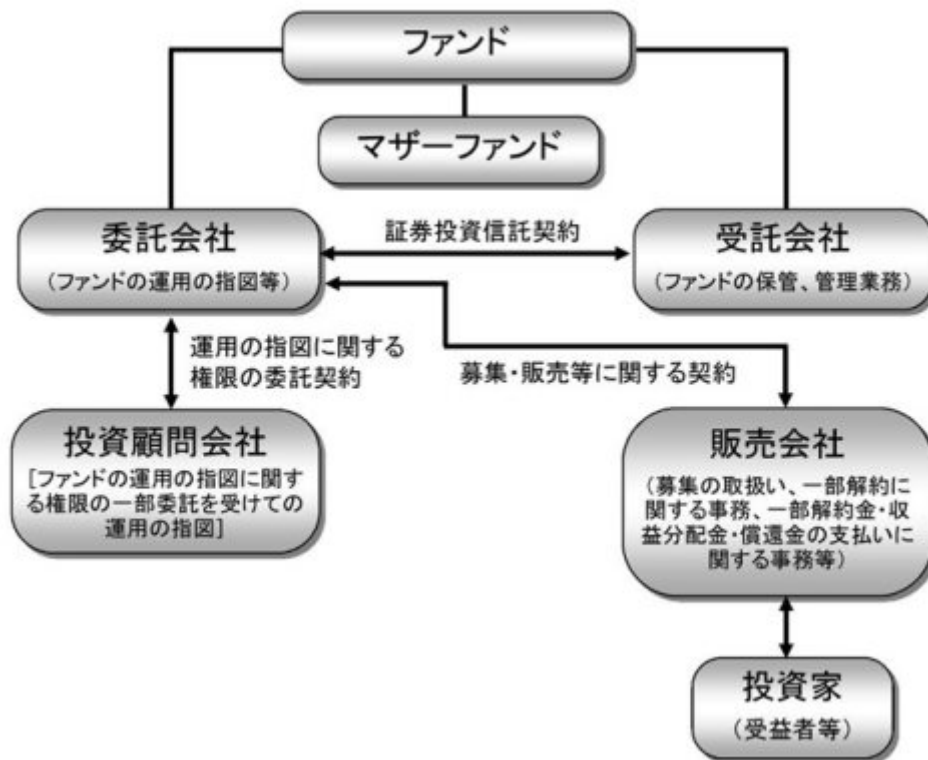 ファンド
マザーファンド
委託会社
(ファンドの運用の指図等)
証券投資信託契約
受託会社
(ファンドの保管、管理業務)
運用の指図に関する
権限の委託契約
募集・販売等に関する契約
投資顧問会社
[ファンドの運用の指図に関す
る権限の一部委託を受けての
運用の指図]
販売会社
(募集の取扱い、一部解約に
関する事務、一部解約金・収
益分配金・償還金の支払いに
関する事務等)
投資家
(受益者等)